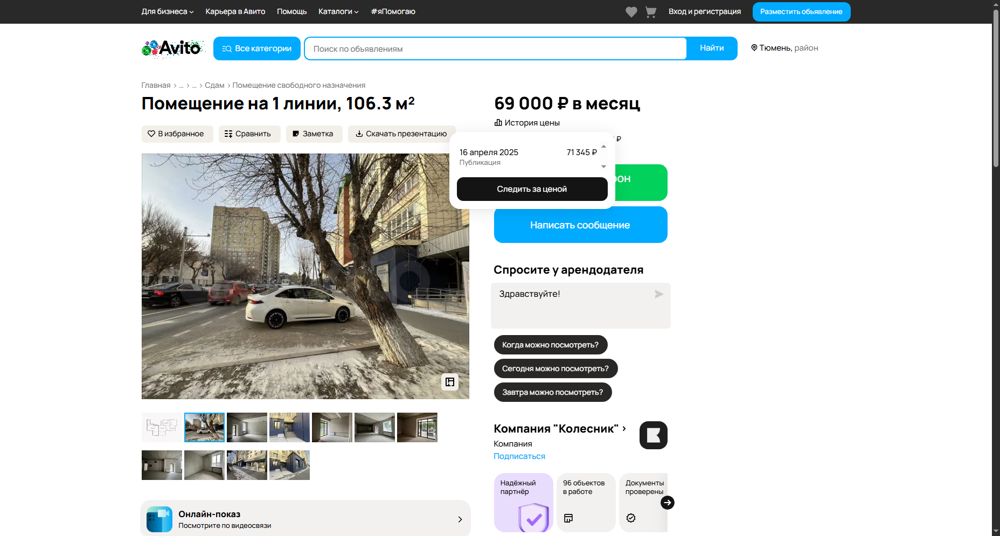 Для бизнеса
Карьера в Авито
Помощь
Каталоги
#яПомогаю
Вход и регистрация
Разместить объявление
Avito
Все категории
Поиск по объявлениям
Найти
Тюмень, район
Главная > ... > ... > Сдам > Помещение свободного назначения
Помещение на 1 линии, 106.3 м²
В избранное
Сравнить
Заметка
Скачать презентацию
69 000 ₽ в месяц
История цены
₽
16 апреля 2025 71 345 ₽
Публикация
Следить за ценой
он
Написать сообщение
Спросите у арендодателя
Здравствуйте!
Когда можно посмотреть?
Сегодня можно посмотреть?
Завтра можно посмотреть?
Компания "Колесник"
Компания
Подписаться
Надёжный
партнёр
96 объектов
в работе
Документы
проверены
Онлайн-показ
Посмотрите по видеосвязи